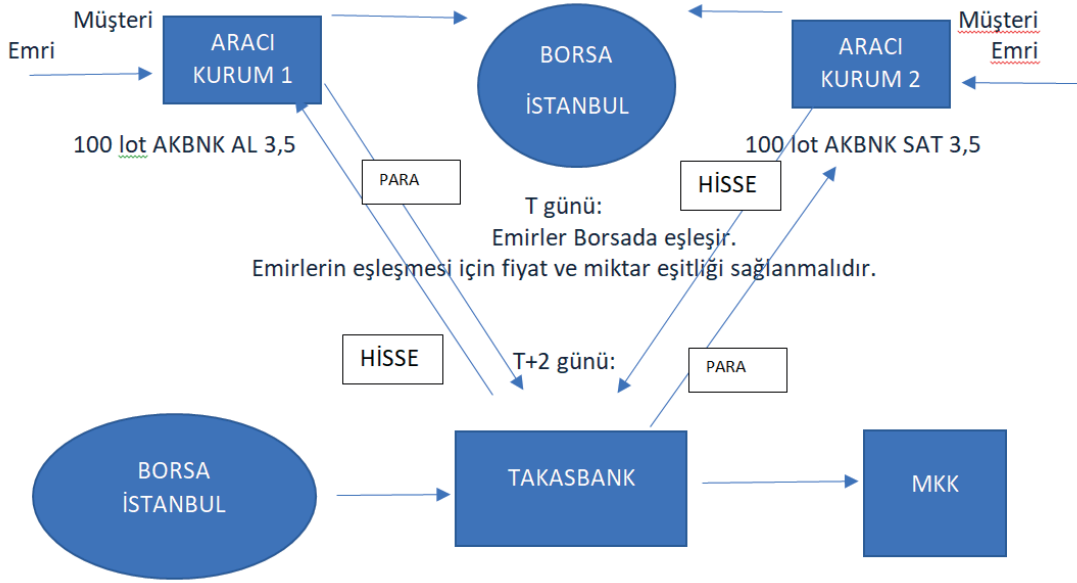 Müşteri
Emri
ARACI
KURUM 1
BORSA
İSTANBUL
ARACI
KURUM 2
Müşteri
Emri
100 lot AKBNK AL 3,5
100 lot AKBNK SAT 3,5
PARA
HİSSE
T günü:
Emirler Borsada eşleşir.
Emirlerin eşleşmesi için fiyat ve miktar eşitliği sağlanmalıdır.
HİSSE
T+2 günü:
PARA
BORSA
İSTANBUL
TAKASBANK
MKK